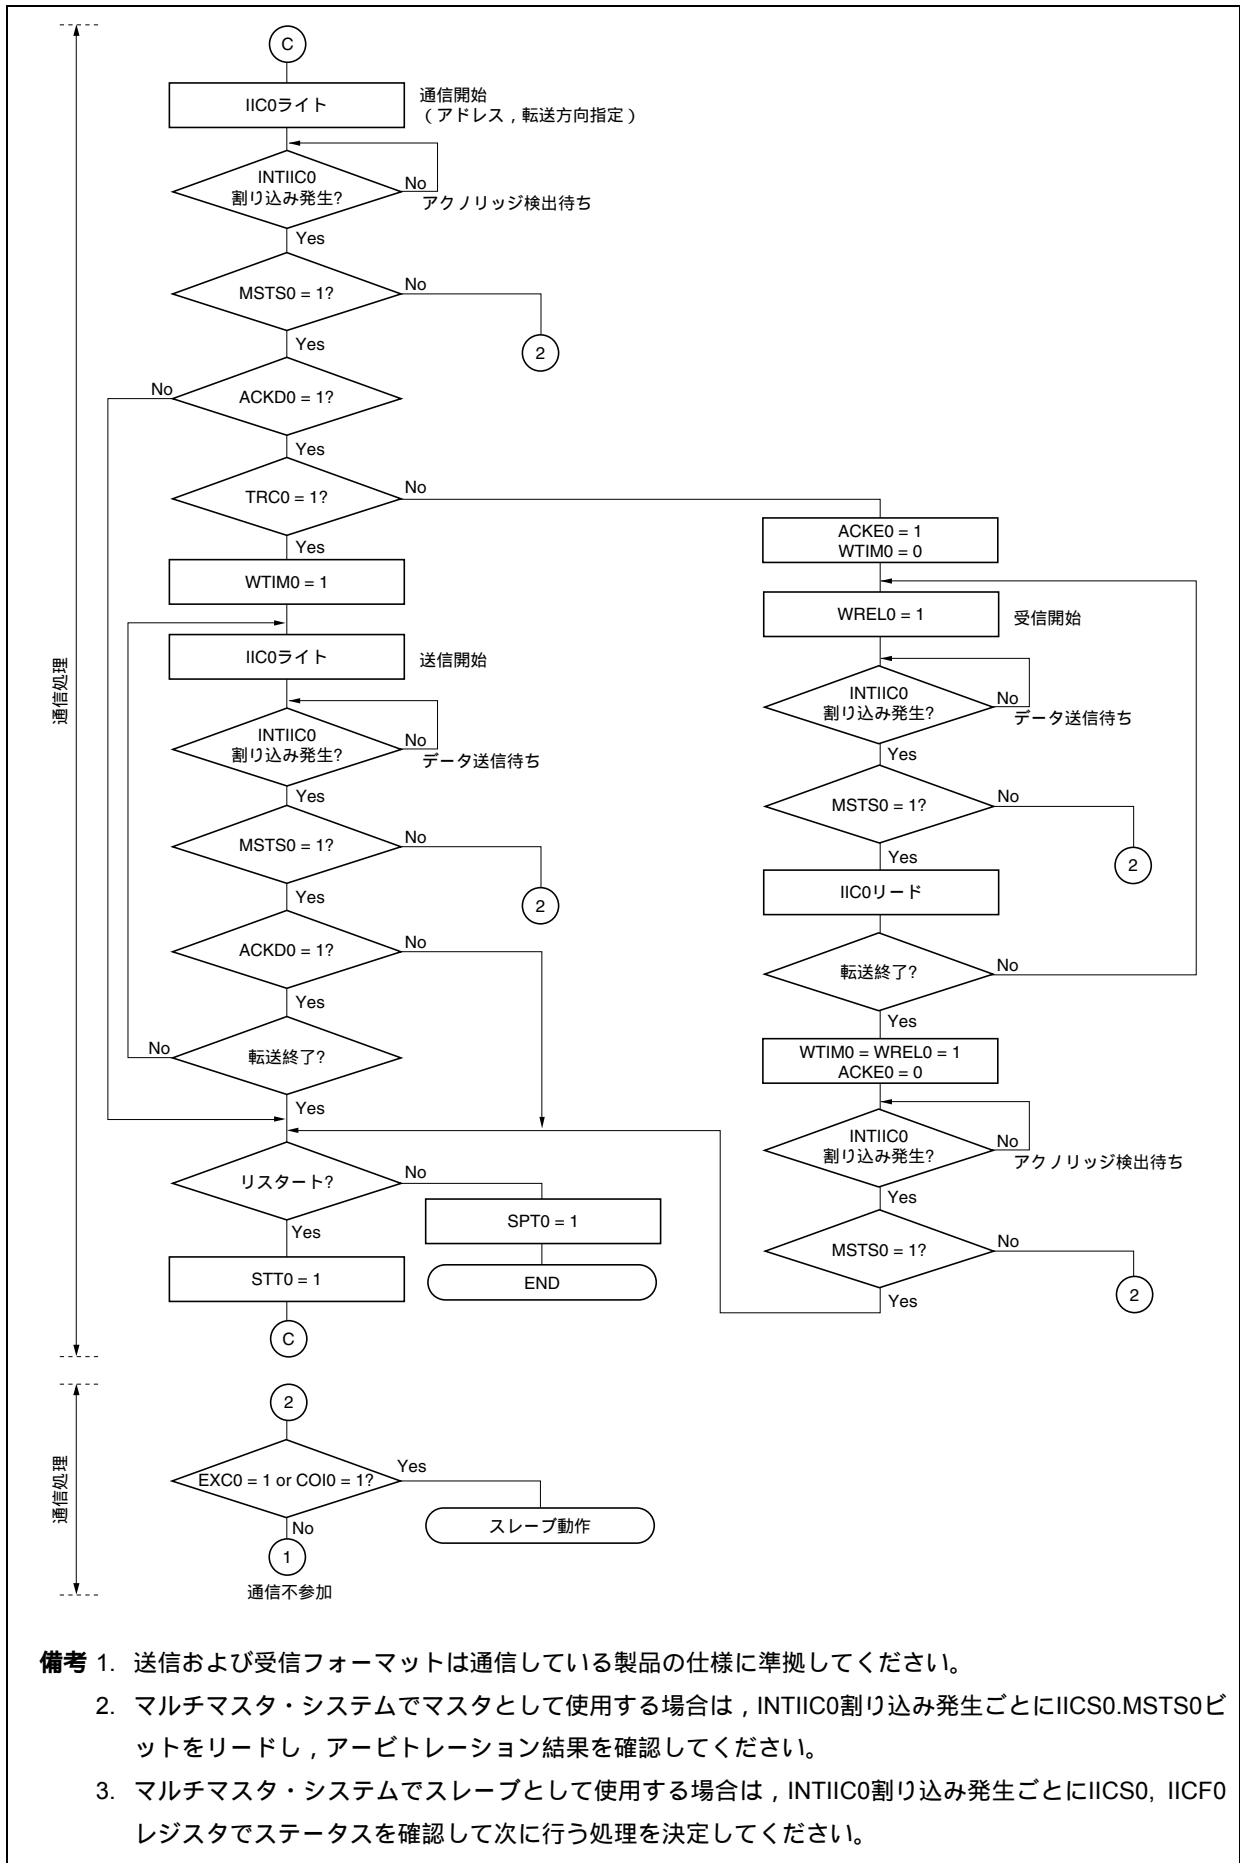 C
IIC0ライト
通信開始
（アドレス，転送方向指定）
INTIIC0
割り込み発生?
No
アクノリッジ検出待ち
Yes
MSTS0 = 1?
No
2
Yes
ACKD0 = 1?
No
Yes
TRC0 = 1?
No
Yes
WTIM0 = 1
IIC0ライト
送信開始
INTIIC0
割り込み発生?
No
データ送信待ち
Yes
MSTS0 = 1?
No
2
Yes
ACKD0 = 1?
No
Yes
転送終了?
No
Yes
リスタート?
No
SPT0 = 1
END
Yes
STT0 = 1
C
ACKE0 = 1
WTIM0 = 0
WREL0 = 1
受信開始
INTIIC0
割り込み発生?
No
データ送信待ち
Yes
MSTS0 = 1?
No
2
Yes
IIC0リード
転送終了?
No
Yes
WTIM0 = WREL0 = 1
ACKE0 = 0
INTIIC0
割り込み発生?
No
アクノリッジ検出待ち
Yes
MSTS0 = 1?
No
2
Yes
通信処理
2
EXC0 = 1 or COI0 = 1?
Yes
スレーブ動作
No
1
通信不参加
通信処理
備考 1. 送信および受信フォーマットは通信している製品の仕様に準拠してください。
2. マルチマスタ・システムでマスタとして使用する場合は，INTIIC0割り込み発生ごとにIICS0.MSTS0ビ
ットをリードし，アービトレーション結果を確認してください。
3. マルチマスタ・システムでスレーブとして使用する場合は，INTIIC0割り込み発生ごとにIICS0, IICF0
レジスタでステータスを確認して次に行う処理を決定してください。